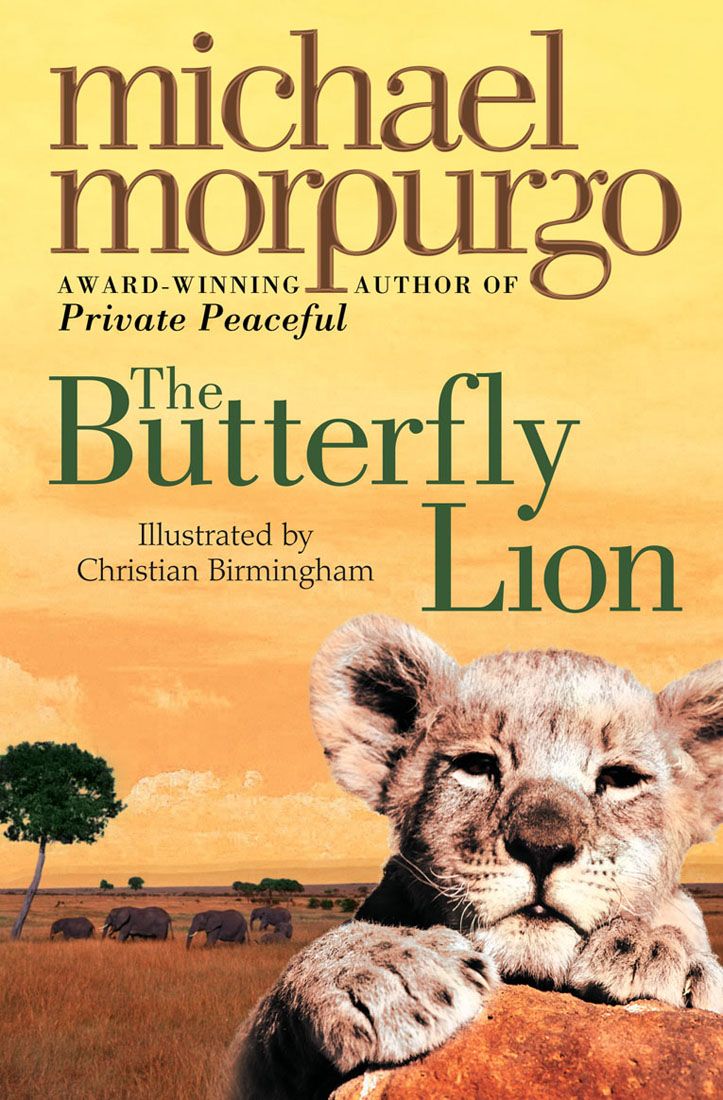 michael
morpurgo
AWARD-WINNING AUTHOR OF
Private Peaceful
The
Butterfly
Lion
Illustrated by
Christian Birmingham